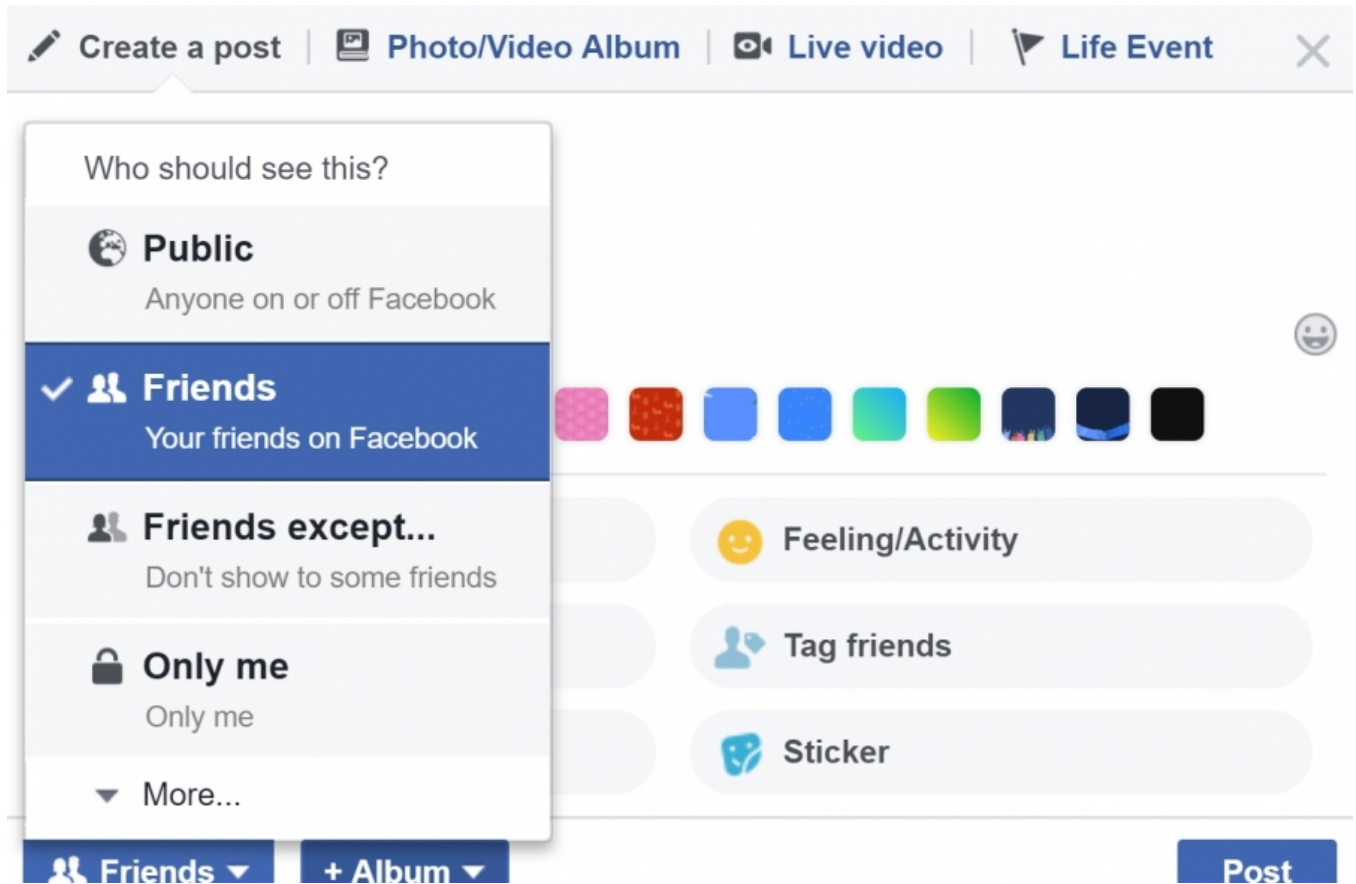 Create a post
Photo/Video Album
Live video
Life Event
Who should see this?
Public
Anyone on or off Facebook
Friends
Your friends on Facebook
Friends except...
Don't show to some friends
Only me
Only me
More...
Feeling/Activity
Tag friends
Sticker
Friends
+ Album
Post